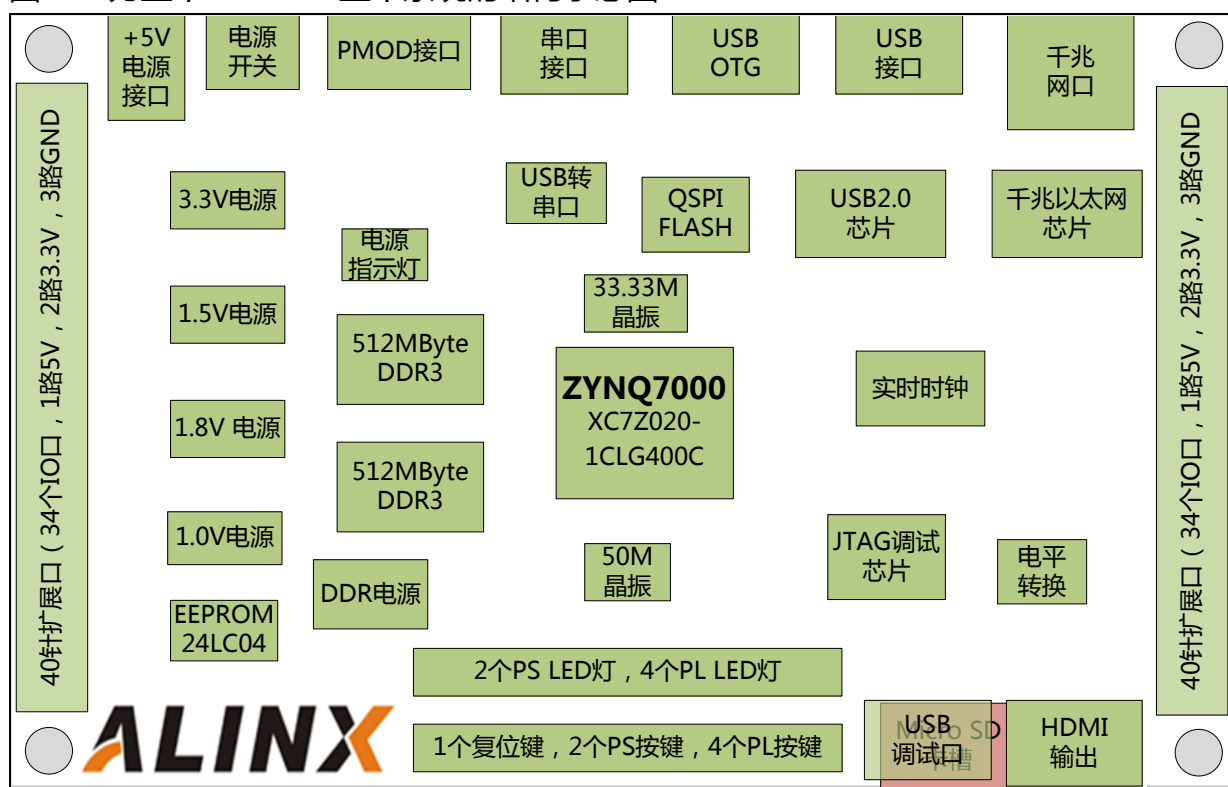 +5V
电源
接口
电源
开关
PMOD接口
串口
接口
USB
OTG
USB
接口
千兆
网口
40针扩展口(34个IO口,1路5V,2路3.3V,3路GND
3.3V电源
电源
指示灯
USB转
串口
QSPI
FLASH
USB2.0
芯片
千兆以太网
芯片
40针扩展口(34个IO口,1路5V,2路3.3V,3路GND
1.5V电源
33.33M
晶振
512MByte
DDR3
ZYNQ7000
XC7Z020-
1CLG400C
实时时钟
1.8V 电源
512MByte
DDR3
1.0V电源
DDR电源
50M
晶振
JTAG调试
芯片
电平
转换
EEPROM
24LC04
2个PS LED灯,4个PL LED灯
ALINX
1个复位键,2个PS按键,4个PL按键
USB
调试口
Micro SD
卡槽
HDMI
输出